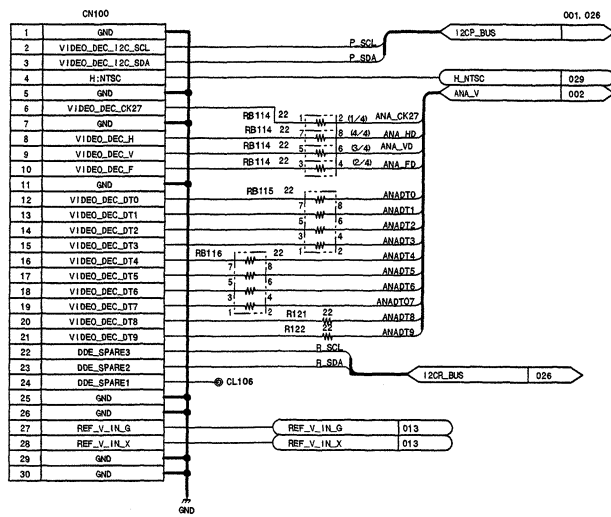 CN100
001, 026
1 GND
I2CP_BUS
2 VIDEO_DEC_I2C_SCL P_SCL
3 VIDEO_DEC_I2C_SDA P_SDA
4 H:NTSC H_NTSC 029
5 GND ANA_V 002
6 VIDEO_DEC_CK27 RB114 22 1 2 (1/4) ANA_CK27
7 GND
8 VIDEO_DEC_H RB114 22 7 8 (4/4) ANA_HD
9 VIDEO_DEC_V RB114 22 5 6 (3/4) ANA_VD
10 VIDEO_DEC_F RB114 22 3 4 (2/4) ANA_FD
11 GND
RB115 22
12 VIDEO_DEC_DT0 7 8 ANADT0
13 VIDEO_DEC_DT1 5 6 ANADT1
14 VIDEO_DEC_DT2 3 4 ANADT2
15 VIDEO_DEC_DT3 1 2 ANADT3
RB116 22
16 VIDEO_DEC_DT4 7 8 ANADT4
17 VIDEO_DEC_DT5 5 6 ANADT5
18 VIDEO_DEC_DT6 3 4 ANADT6
19 VIDEO_DEC_DT7 1 2 ANADTO7
20 VIDEO_DEC_DT8 R121 22 ANADT8
21 VIDEO_DEC_DT9 R122 22 ANADT9
22 DDE_SPARE3 R_SCL
23 DDE_SPARE2 R_SDA
I2CR_BUS 026
24 DDE_SPARE1 CL106
25 GND
26 GND
27 REF_V_IN_G REF_V_IN_G 013
28 REF_V_IN_X REF_V_IN_X 013
29 GND
30 GND
GND